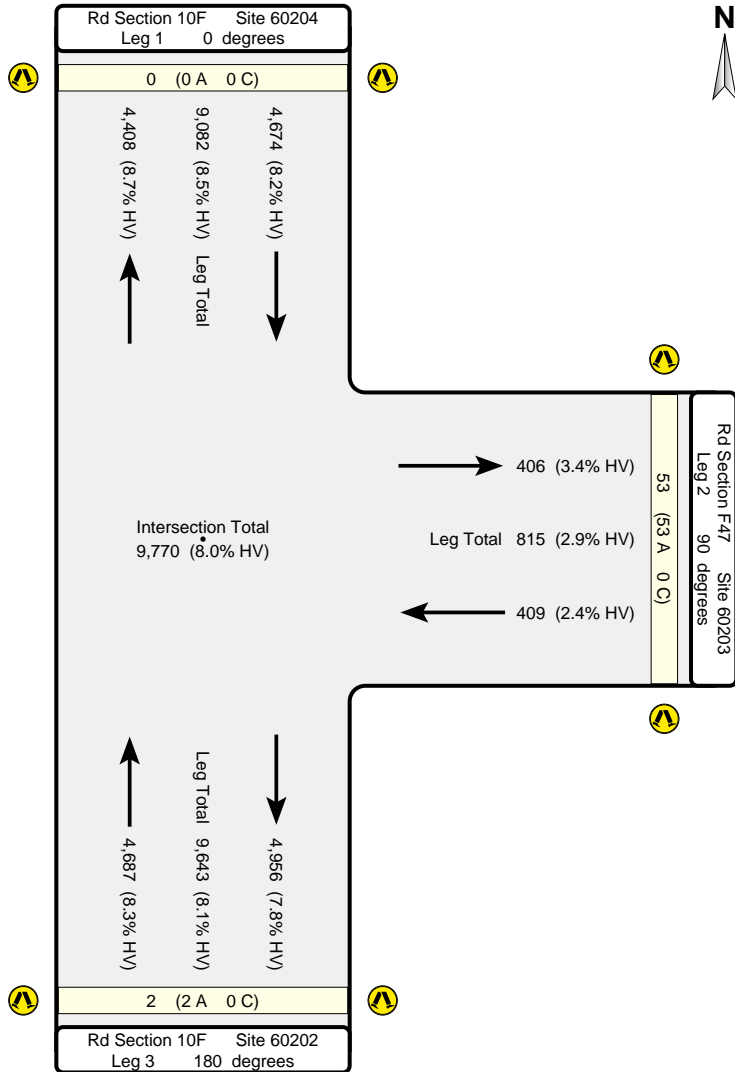 Rd Section 10F Site 60204
Leg 1 0 degrees
N
0 (0 A 0 C)
4,408 (8.7% HV)
9,082 (8.5% HV) Leg Total
4,674 (8.2% HV)
406 (3.4% HV)
Leg Total 815 (2.9% HV)
409 (2.4% HV)
53 (53 A 0 C)
Rd Section F47 Site 60203
Leg 2 90 degrees
Intersection Total
9,770 (8.0% HV)
4,687 (8.3% HV)
Leg Total 9,643 (8.1% HV)
4,956 (7.8% HV)
2 (2 A 0 C)
Rd Section 10F Site 60202
Leg 3 180 degrees